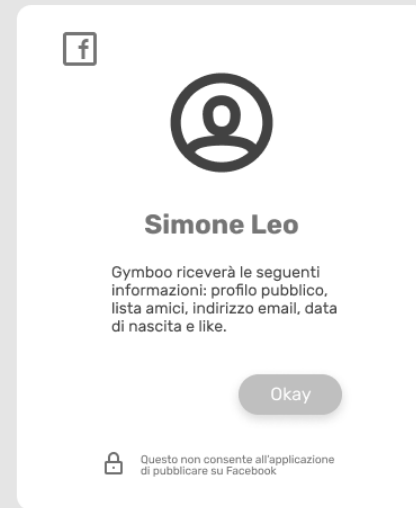 f
Simone Leo
Gymboo riceverà le seguenti
informazioni: profilo pubblico,
lista amici, indirizzo email, data
di nascita e like.
Okay
Questo non consente all'applicazione
di pubblicare su Facebook